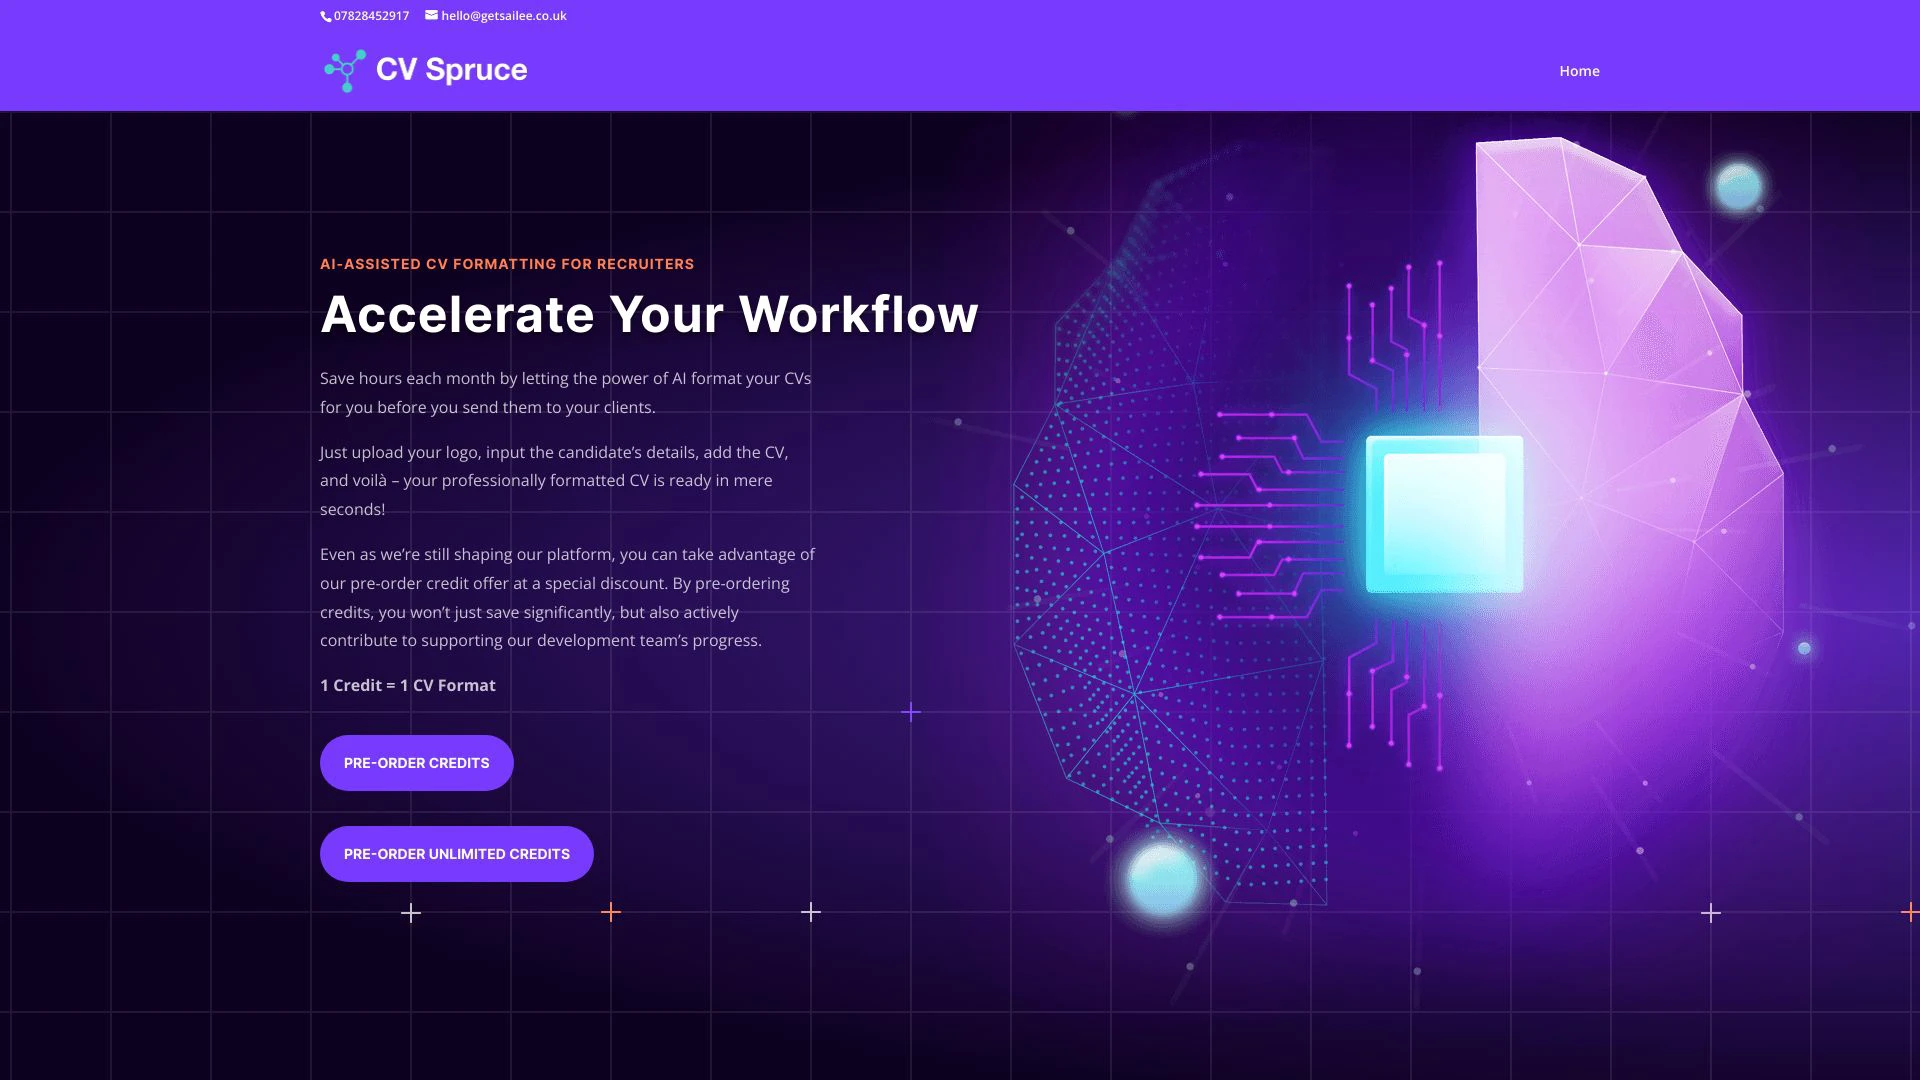 07828452917 hello@getsailee.co.uk
CV Spruce
Home
AI-ASSISTED CV FORMATTING FOR RECRUITERS
Accelerate Your Workflow
Save hours each month by letting the power of AI format your CVs
for you before you send them to your clients.
Just upload your logo, input the candidate’s details, add the CV,
and voilà – your professionally formatted CV is ready in mere
seconds!
Even as we’re still shaping our platform, you can take advantage of
our pre-order credit offer at a special discount. By pre-ordering
credits, you won’t just save significantly, but also actively
contribute to supporting our development team’s progress.
1 Credit = 1 CV Format
PRE-ORDER CREDITS
PRE-ORDER UNLIMITED CREDITS